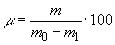 μ = m / (m₀ − m₁) · 100